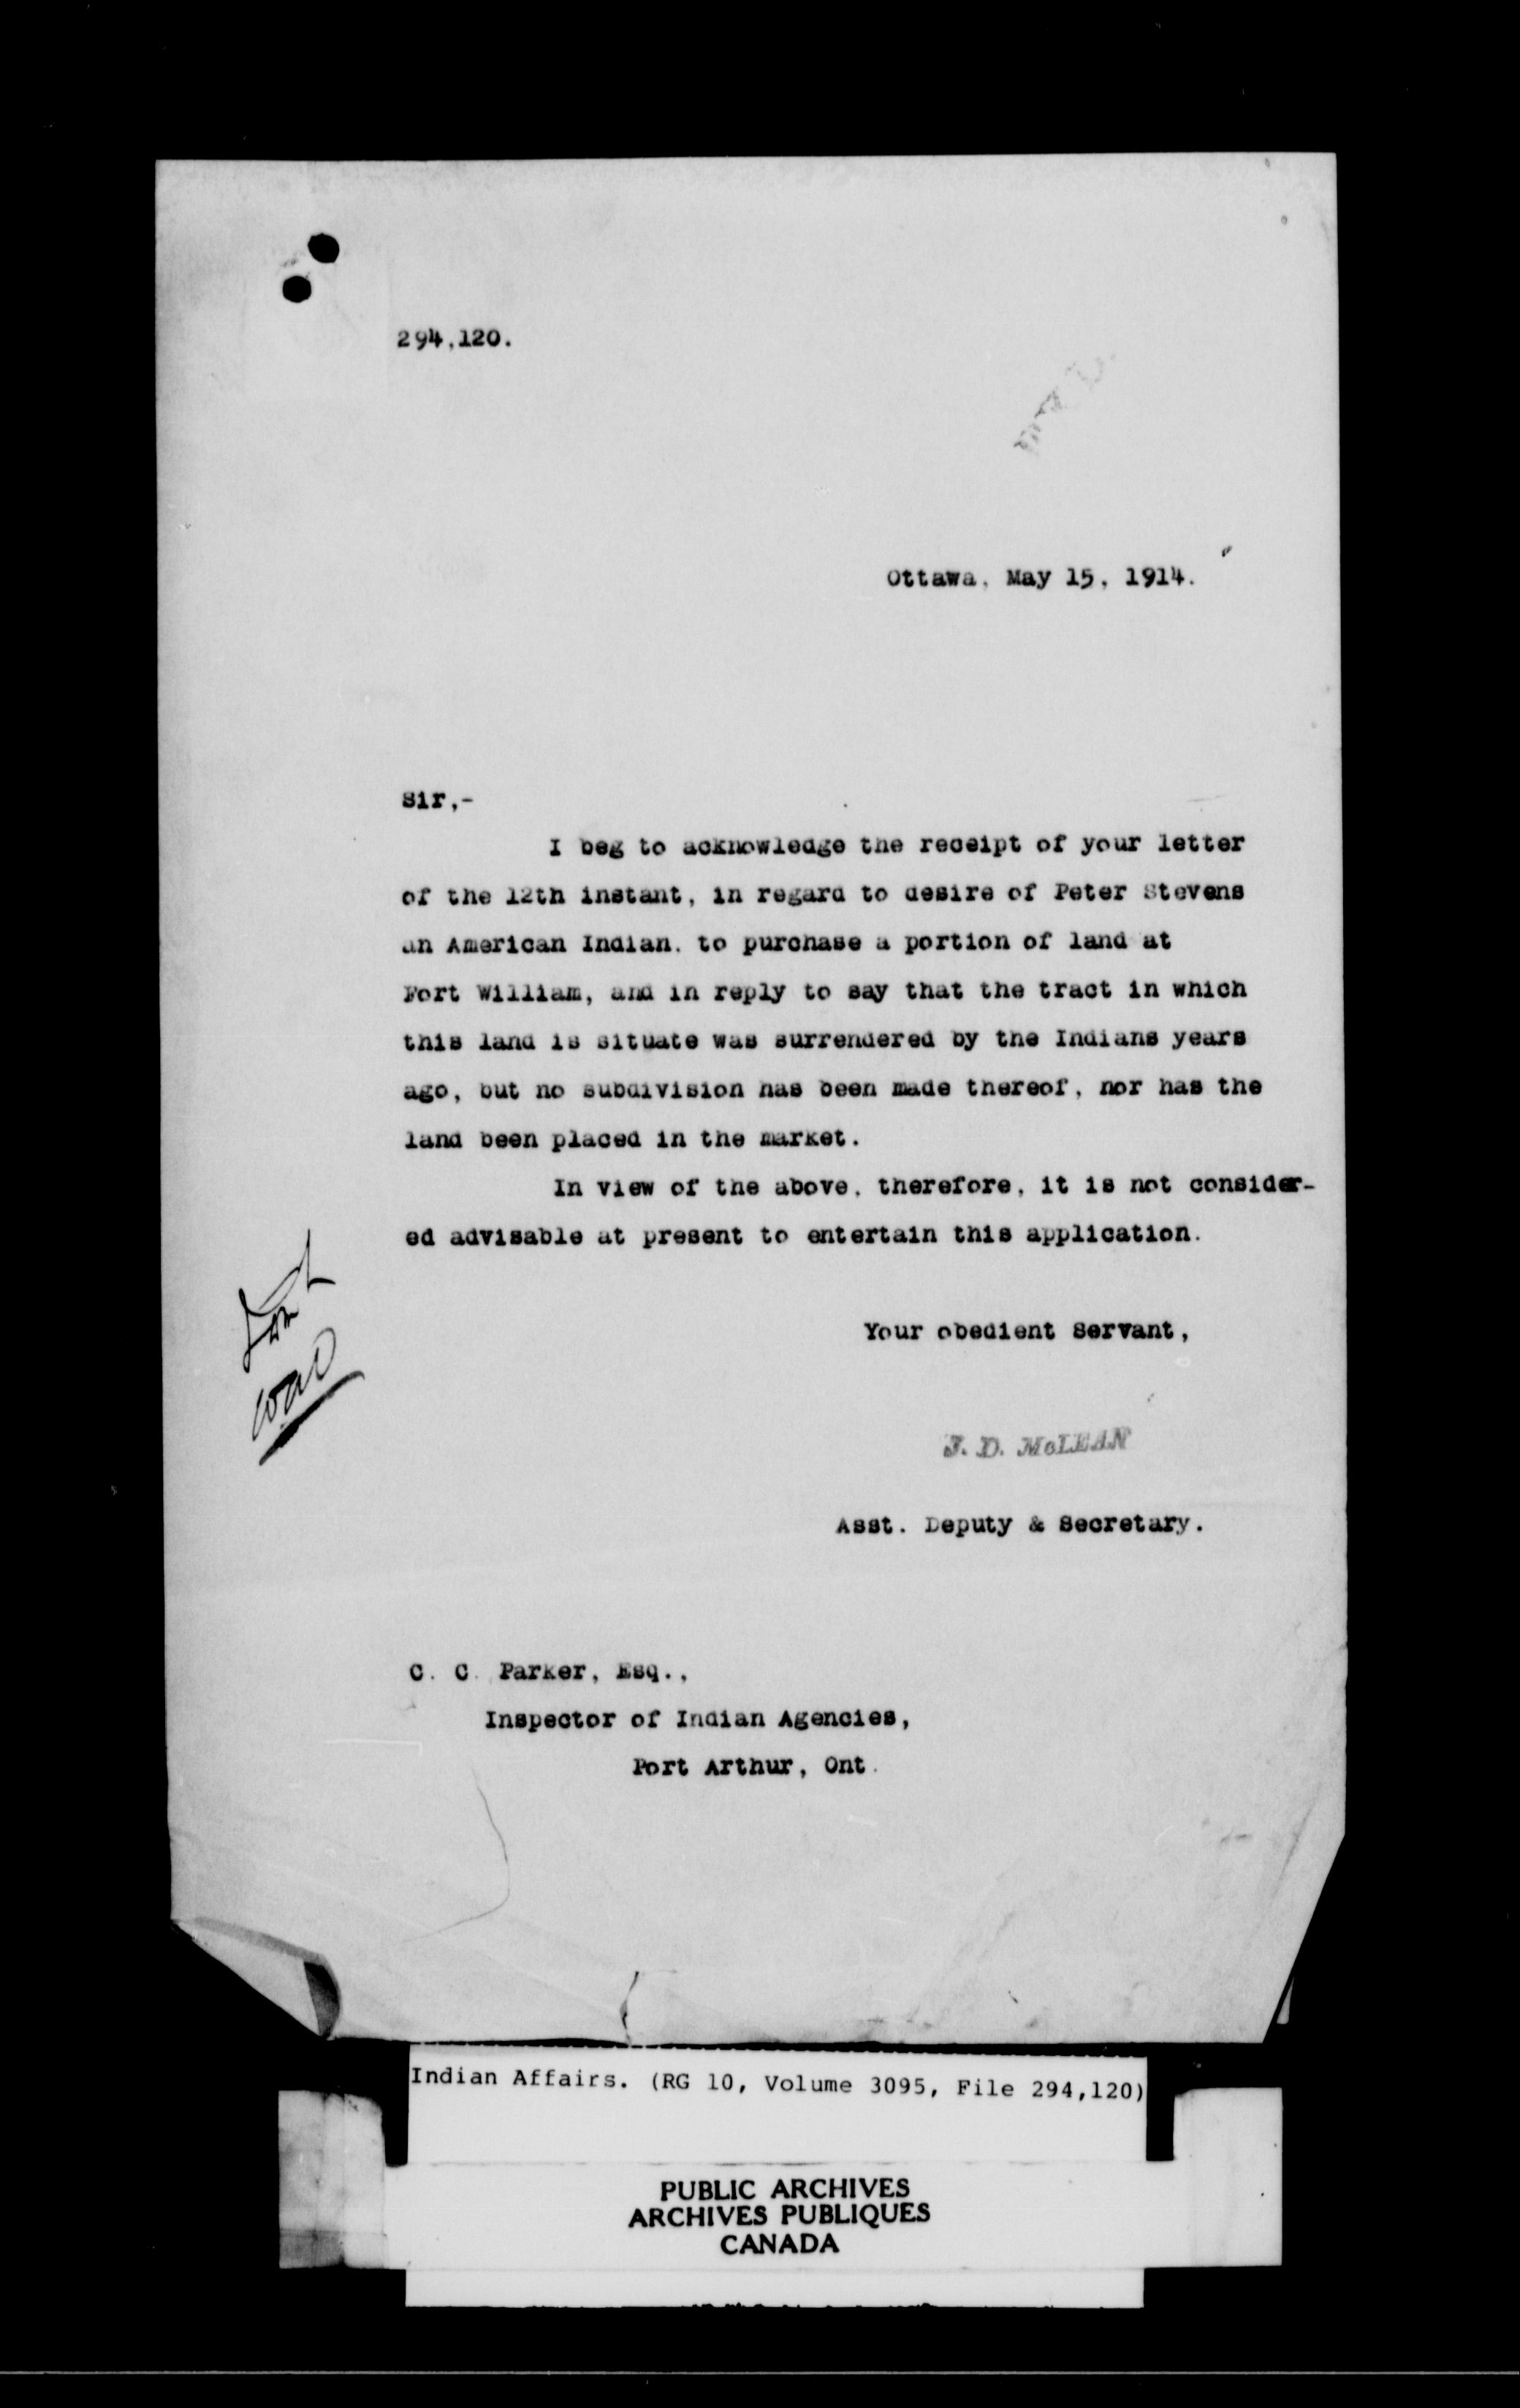 294,120.
Ottawa, May 15, 1914.
Sir,-
I beg to acknowledge the receipt of your letter
of the 12th instant, in regard to desire of Peter Stevens
an American Indian, to purchase a portion of land at
Fort William, and in reply to say that the tract in which
this land is situate was surrendered by the Indians years
ago, but no subdivision has been made thereof, nor has the
land been placed in the market.
In view of the above, therefore, it is not consider-
ed advisable at present to entertain this application.
Your obedient Servant,
J. D. McLEAN
Asst. Deputy & Secretary.
C. C. Parker, Esq.,
Inspector of Indian Agencies,
Port Arthur, Ont.
Indian Affairs. (RG 10, Volume 3095, File 294,120)
PUBLIC ARCHIVES
ARCHIVES PUBLIQUES
CANADA